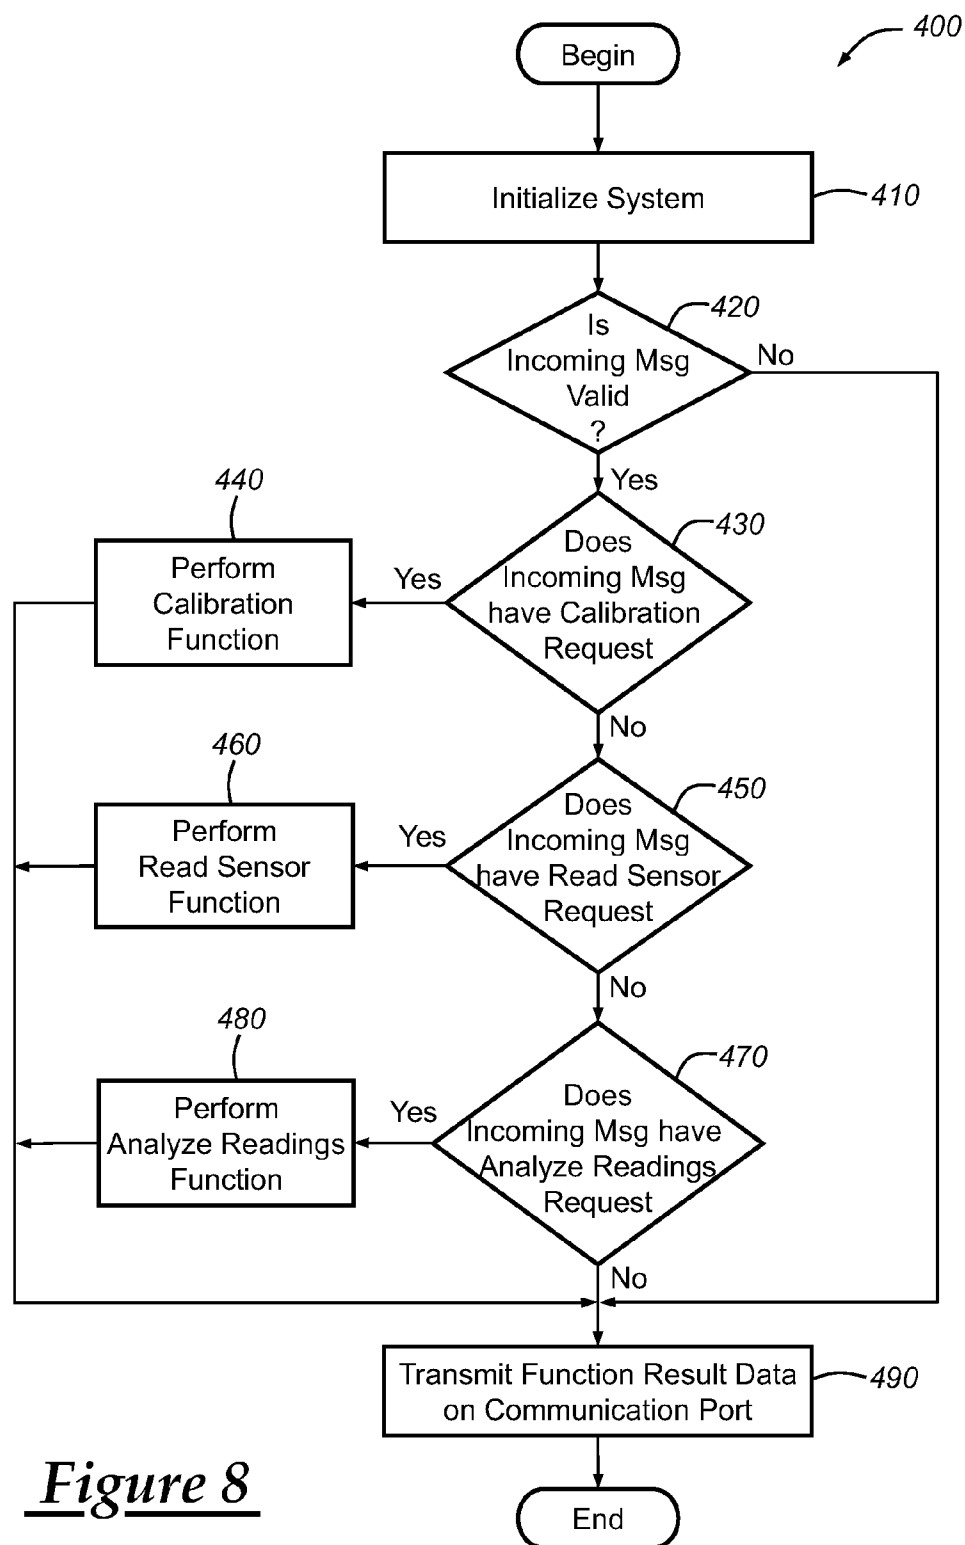 400
Begin
Initialize System
410
420
Is
Incoming Msg
Valid
?
No
Yes
440
430
Perform
Calibration
Function
Yes
Does
Incoming Msg
have Calibration
Request
No
460
450
Perform
Read Sensor
Function
Yes
Does
Incoming Msg
have Read Sensor
Request
No
480
470
Perform
Analyze Readings
Function
Yes
Does
Incoming Msg have
Analyze Readings
Request
No
Transmit Function Result Data
on Communication Port
490
End
Figure 8